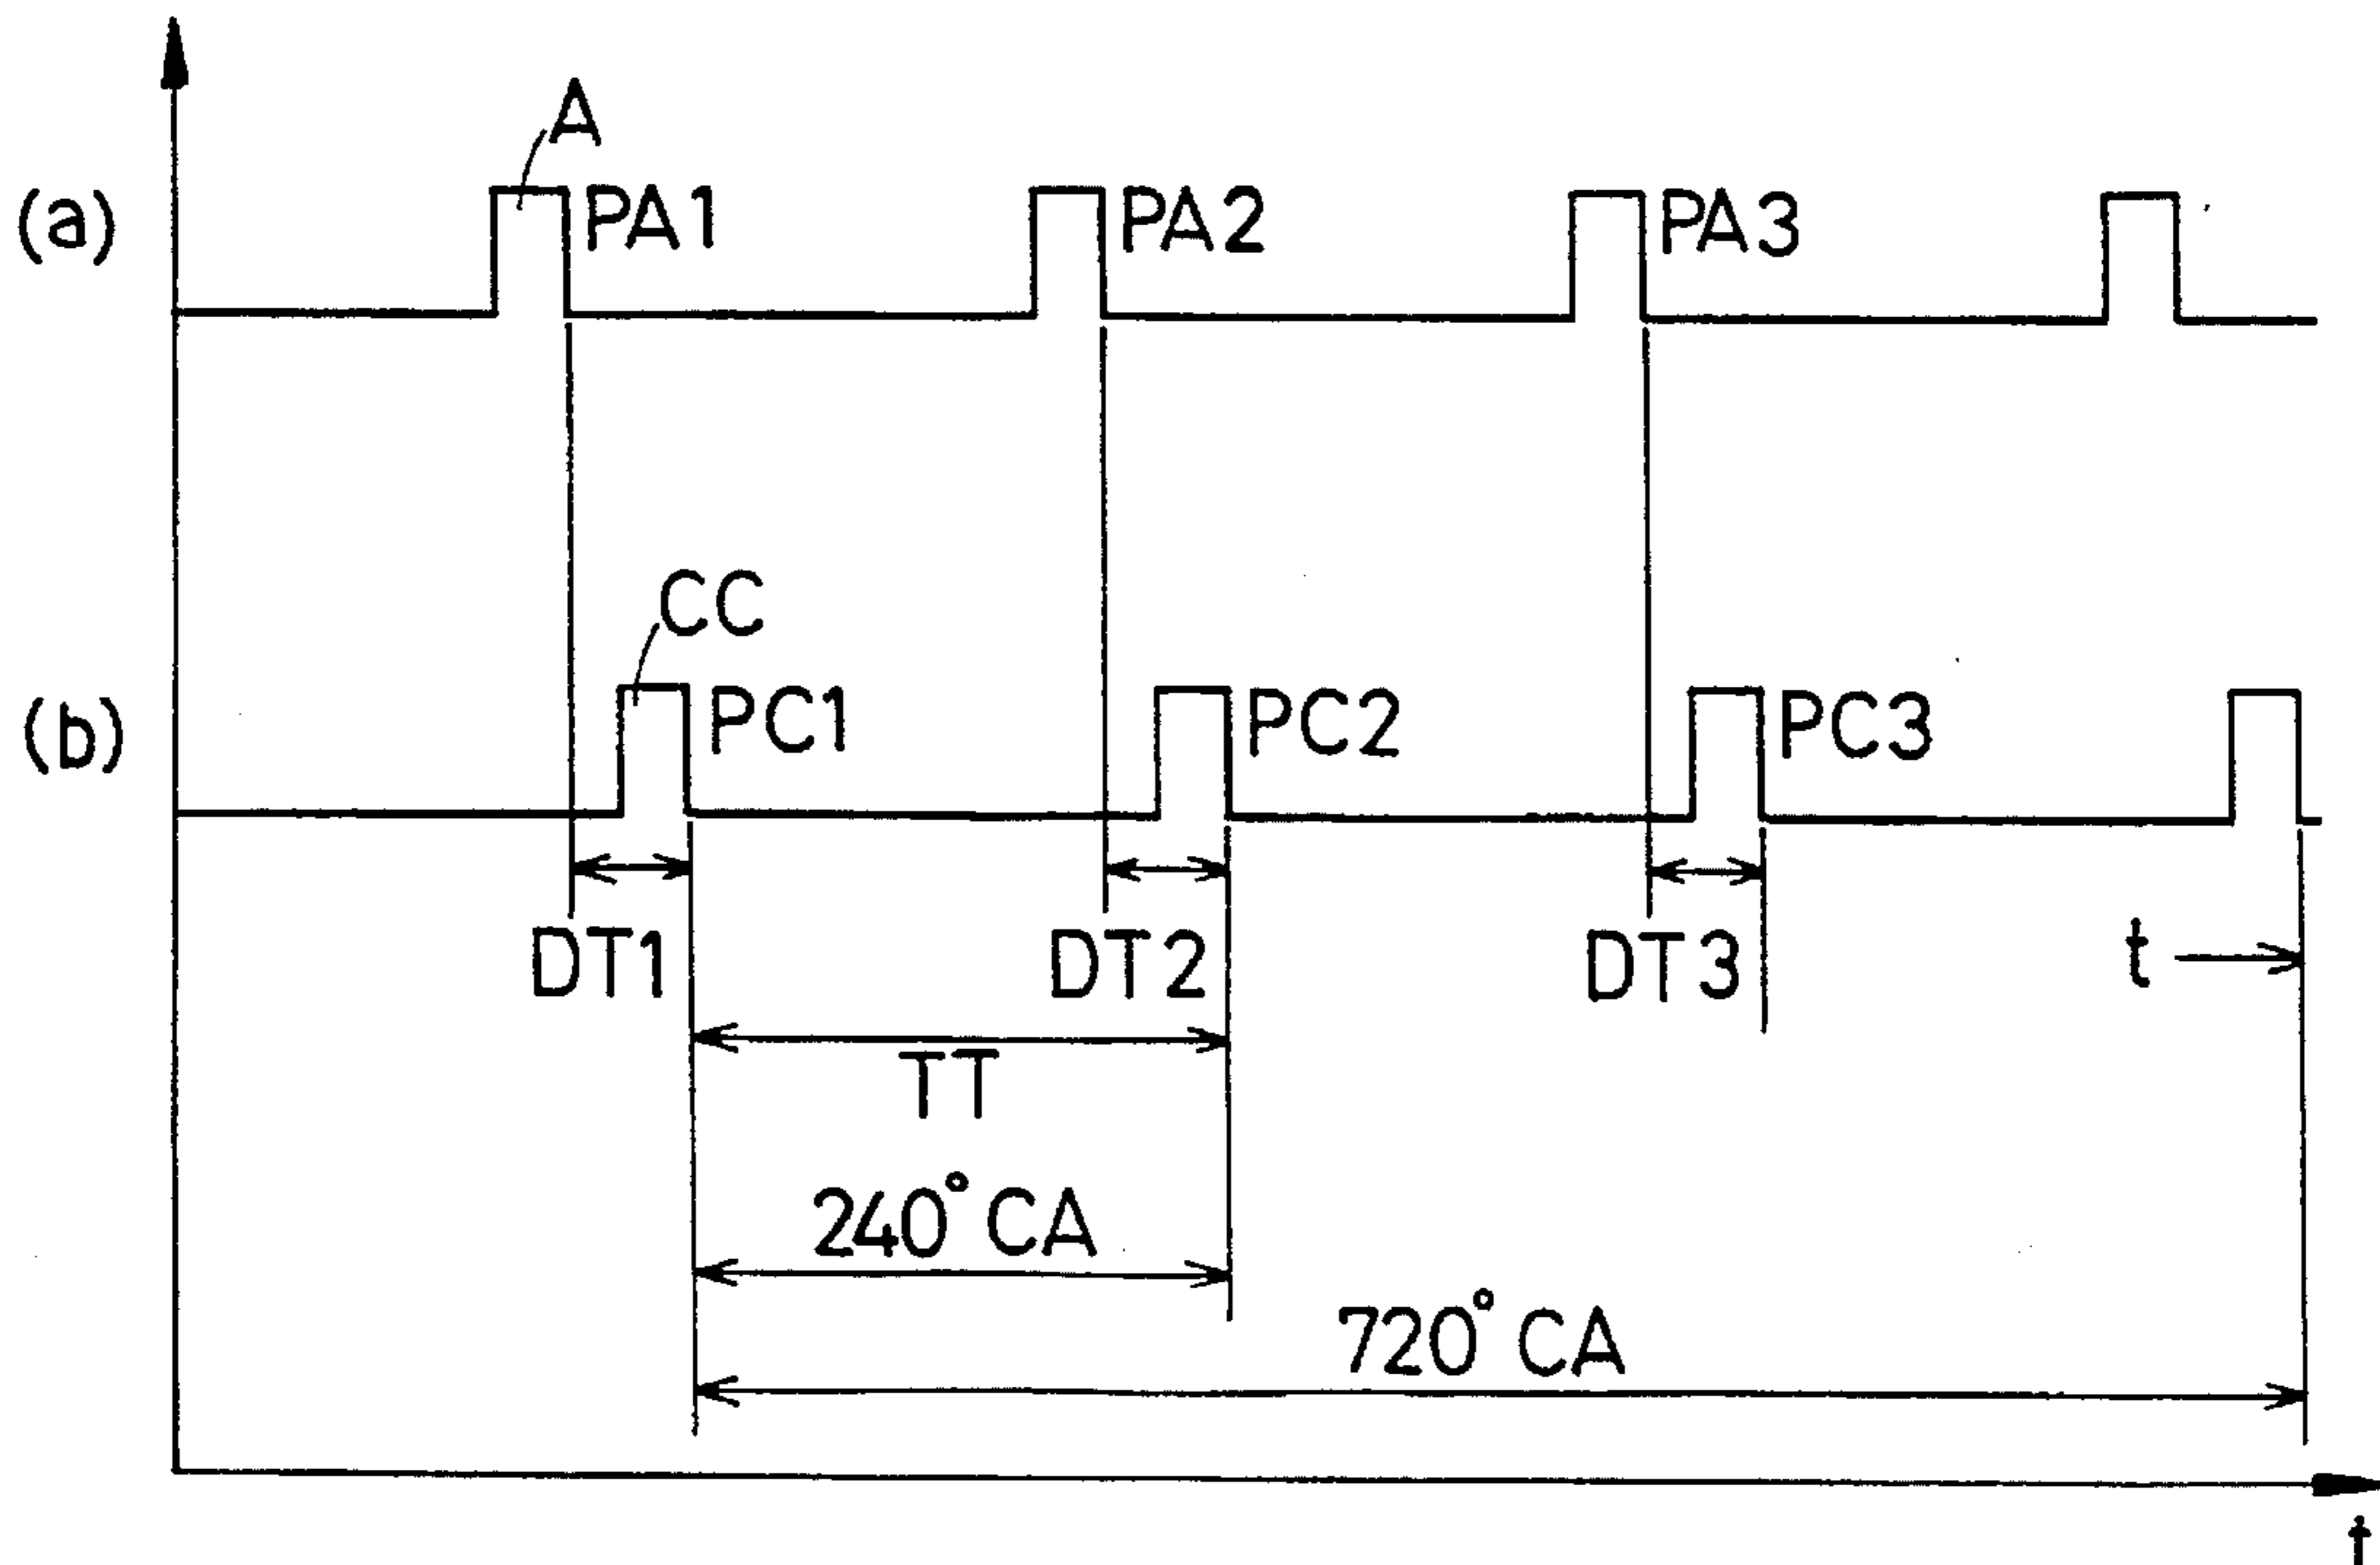 A
(a)
PA1
PA2
PA3
CC
(b)
PC1
PC2
PC3
DT1
DT2
DT3
t
TT
240°CA
720°CA
t